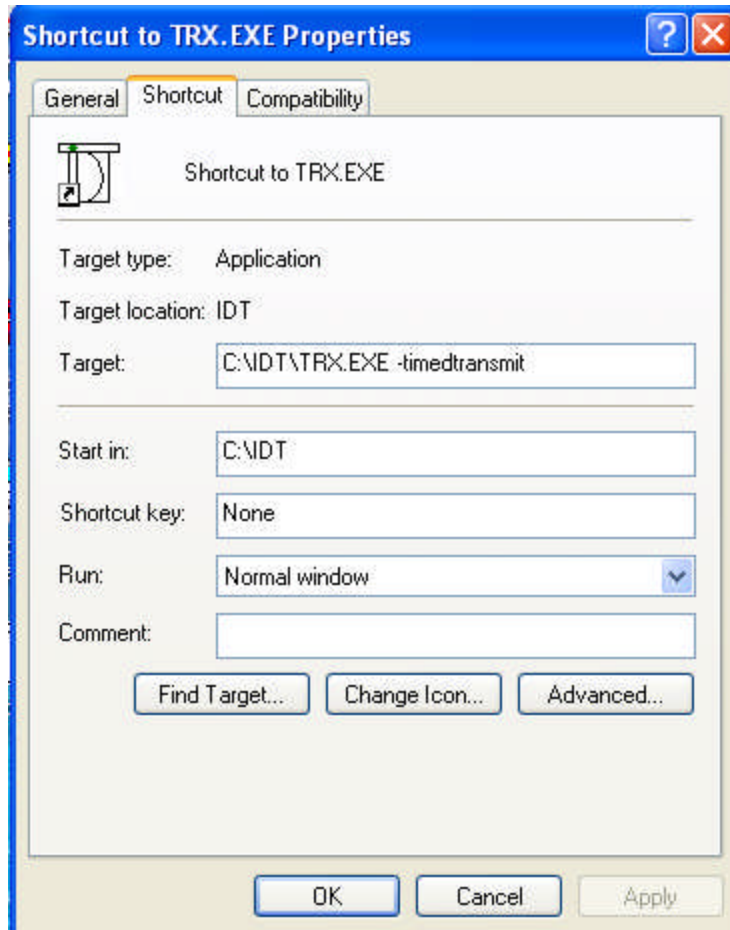 Shortcut to TRX.EXE Properties
General Shortcut Compatibility
Shortcut to TRX.EXE
Target type: Application
Target location: IDT
Target: C:\IDT\TRX.EXE -timedtransmit
Start in: C:\IDT
Shortcut key: None
Run: Normal window
Comment:
Find Target... Change Icon... Advanced...
OK Cancel Apply